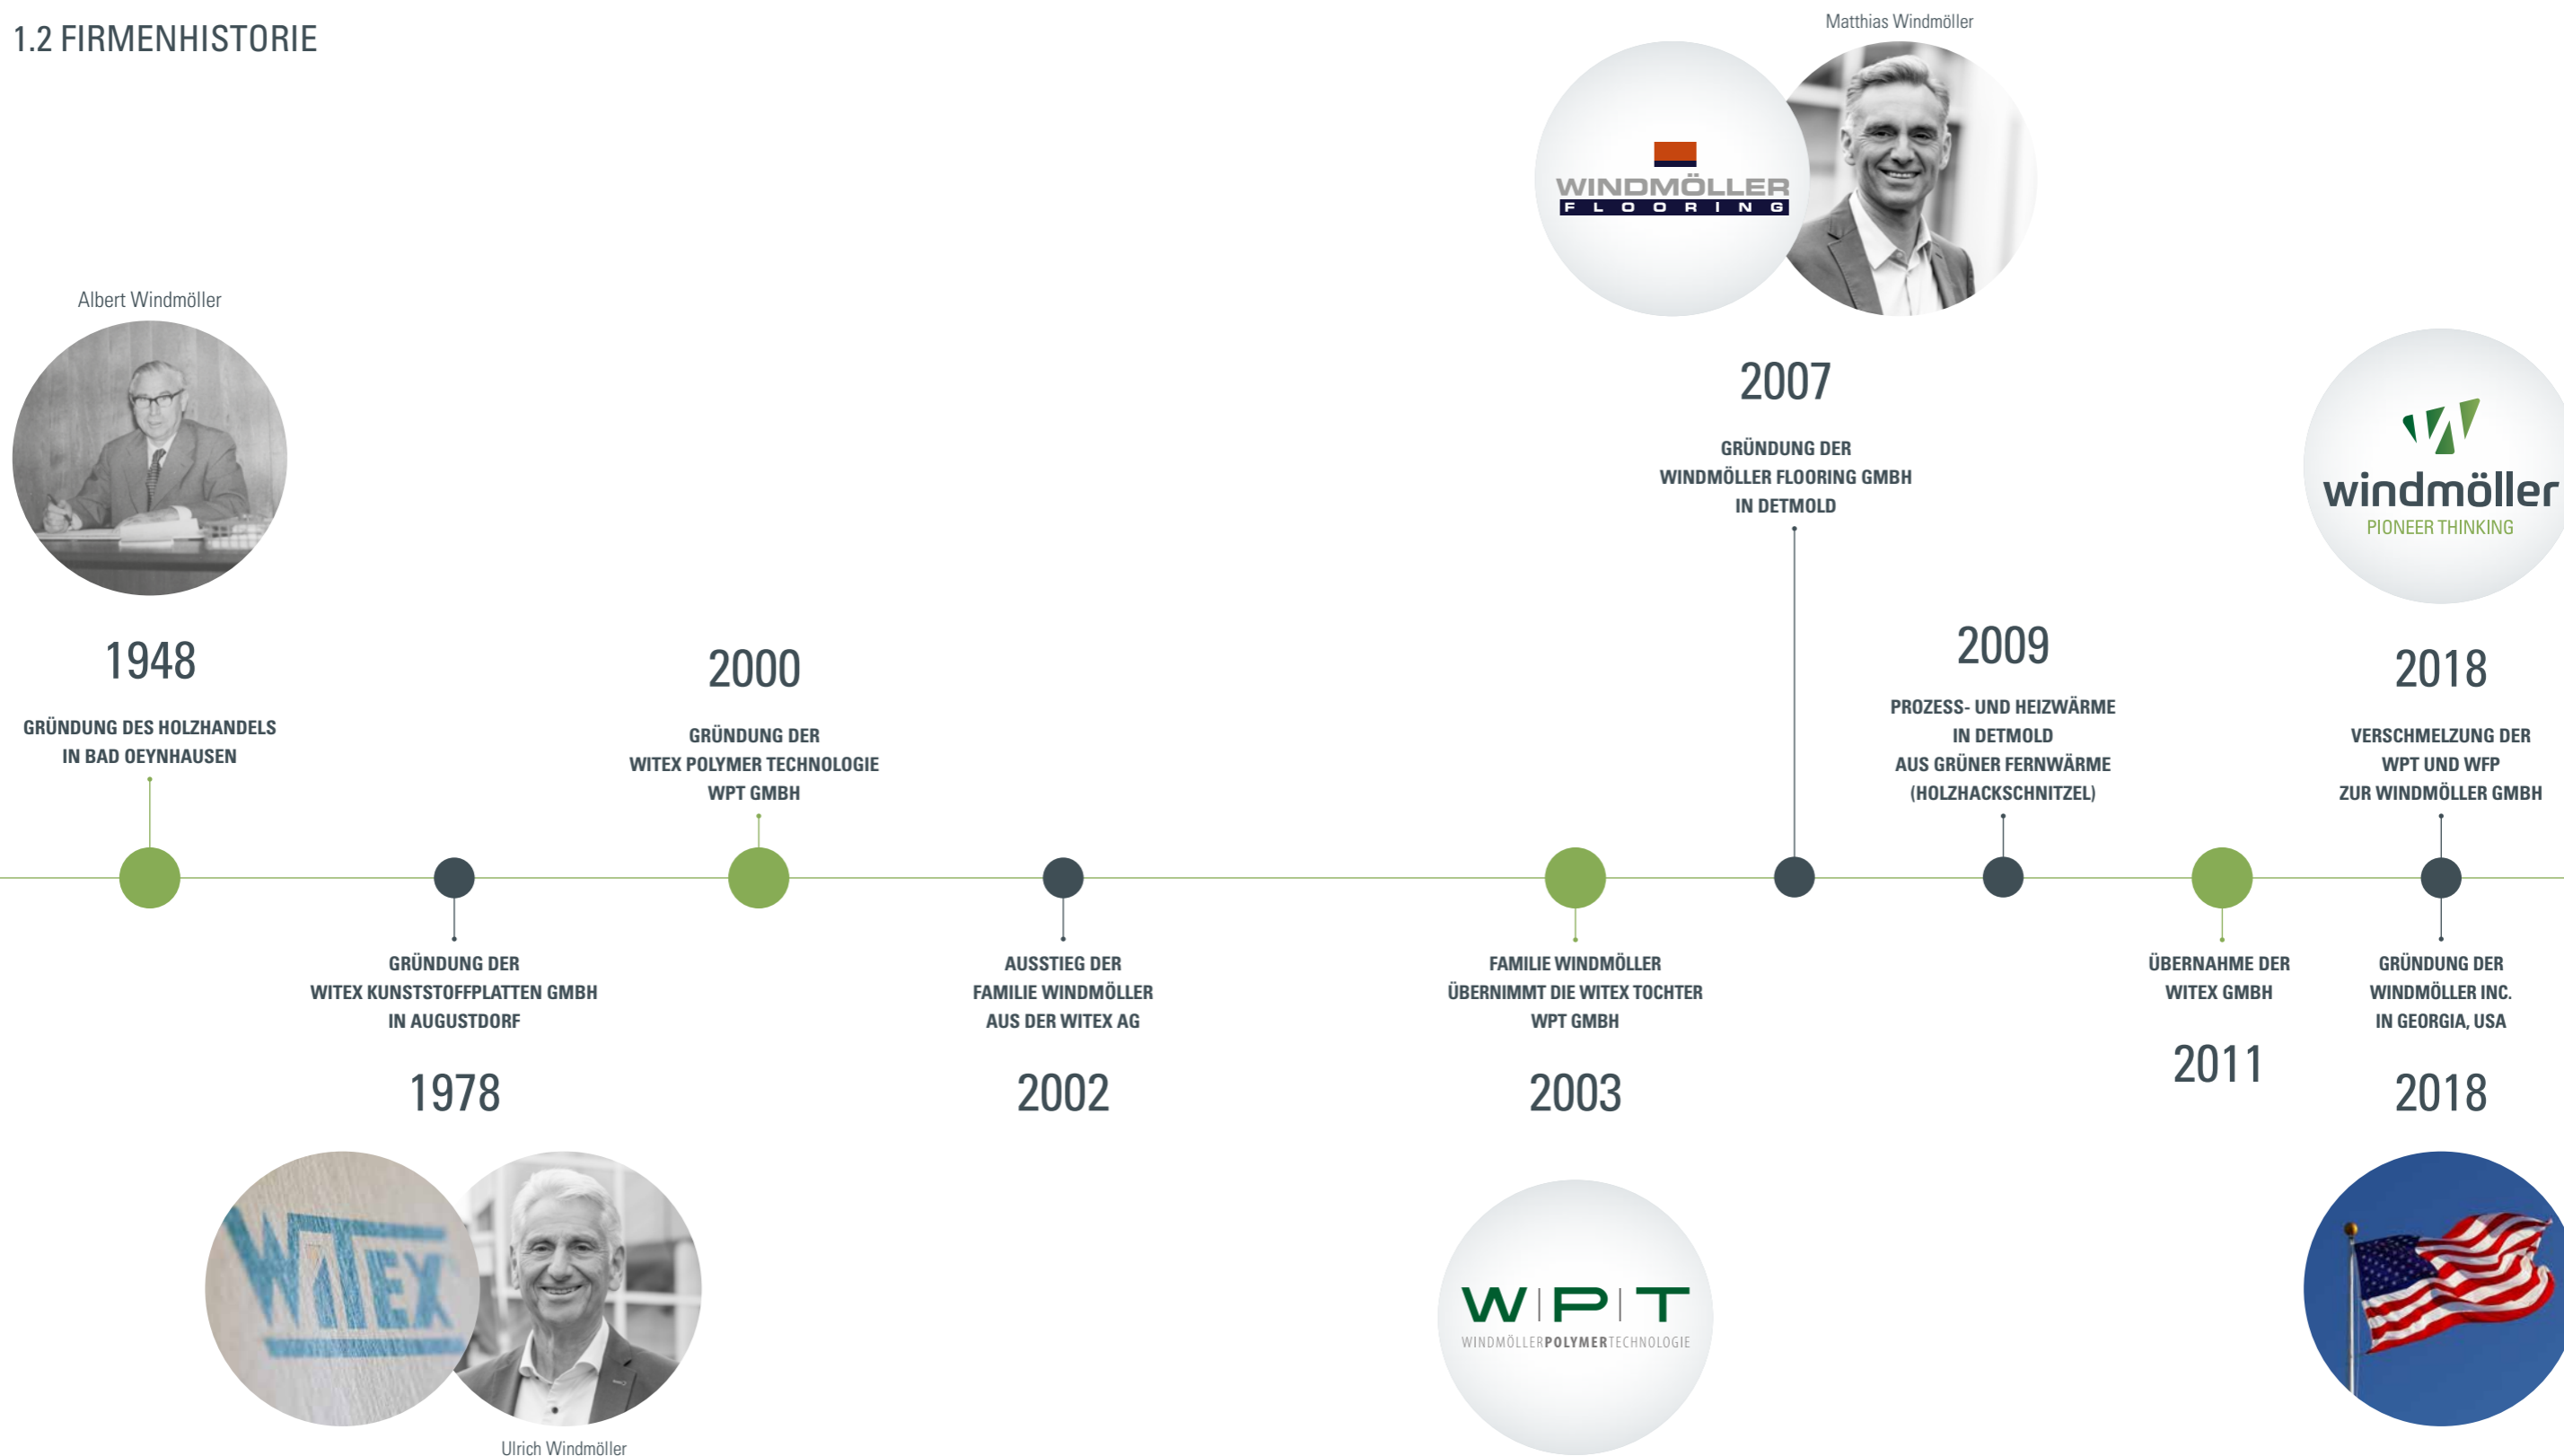 1.2 FIRMENHISTORIE
Albert Windmöller
1948
GRÜNDUNG DES HOLZHANDELS
IN BAD OEYNHAUSEN
GRÜNDUNG DER
WITEX KUNSTSTOFFPLATTEN GMBH
IN AUGUSTDORF
1978
WITEX
Ulrich Windmöller
2000
GRÜNDUNG DER
WITEX POLYMER TECHNOLOGIE
WPT GMBH
AUSSTIEG DER
FAMILIE WINDMÖLLER
AUS DER WITEX AG
2002
FAMILIE WINDMÖLLER
ÜBERNIMMT DIE WITEX TOCHTER
WPT GMBH
2003
W|P|T
WINDMÖLLERPOLYMERTECHNOLOGIE
Matthias Windmöller
WINDMÖLLER
FLOORING
2007
GRÜNDUNG DER
WINDMÖLLER FLOORING GMBH
IN DETMOLD
2009
PROZESS- UND HEIZWÄRME
IN DETMOLD
AUS GRÜNER FERNWÄRME
(HOLZHACKSCHNITZEL)
ÜBERNAHME DER
WITEX GMBH
2011
windmöller
PIONEER THINKING
2018
VERSCHMELZUNG DER
WPT UND WFP
ZUR WINDMÖLLER GMBH
GRÜNDUNG DER
WINDMÖLLER INC.
IN GEORGIA, USA
2018